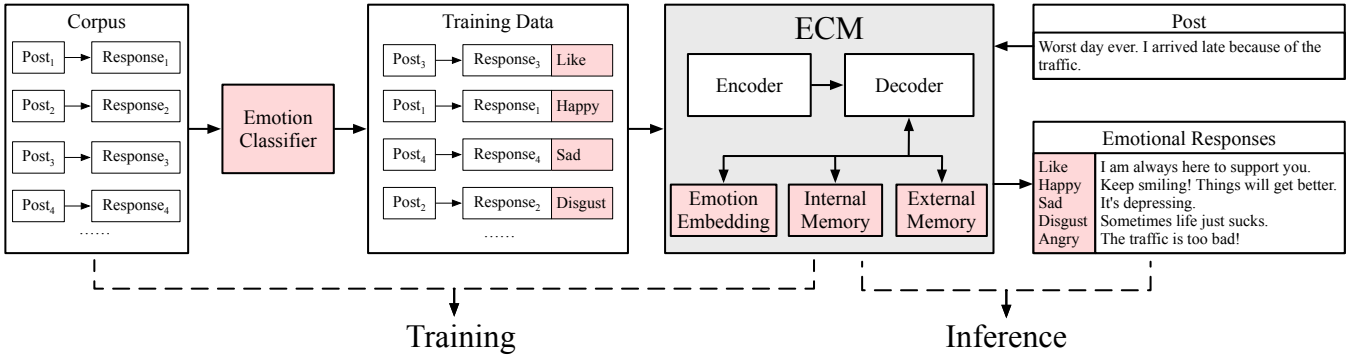 Corpus
Post1 Response1
Post2 Response2
Post3 Response3
Post4 Response4
......
Emotion
Classifier
Training Data
Post3 Response3 Like
Post1 Response1 Happy
Post4 Response4 Sad
Post2 Response2 Disgust
......
ECM
Encoder
Decoder
Emotion
Embedding
Internal
Memory
External
Memory
Post
Worst day ever. I arrived late because of the
traffic.
Emotional Responses
Like I am always here to support you.
Happy Keep smiling! Things will get better.
Sad It's depressing.
Disgust Sometimes life just sucks.
Angry The traffic is too bad!
Training
Inference